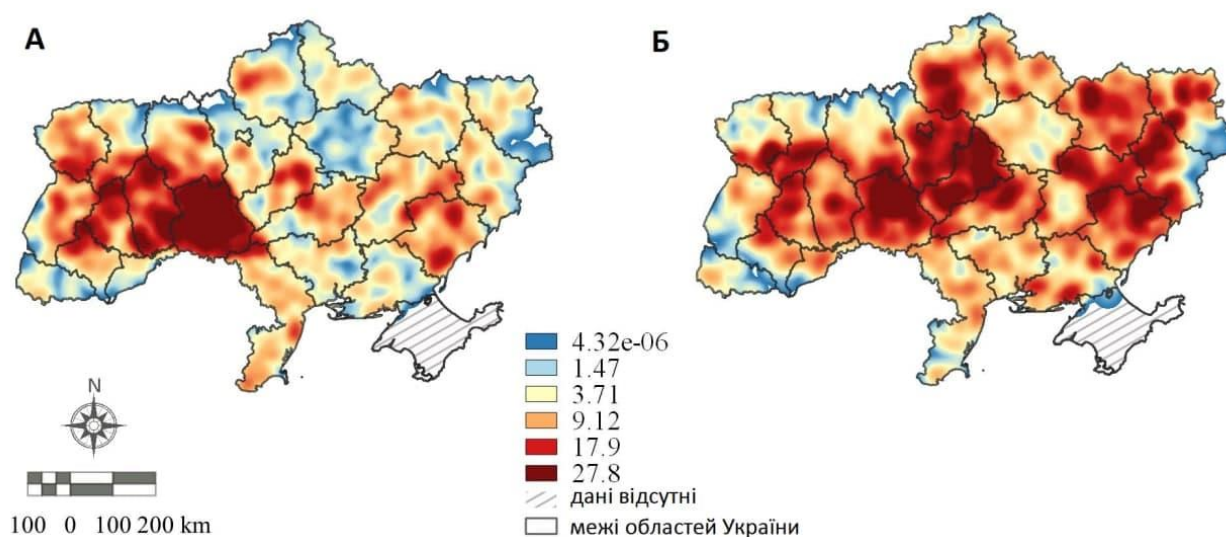 А
Б
4.32e-06
1.47
3.71
9.12
17.9
27.8
дані відсутні
межі областей України
N
100 0 100 200 km